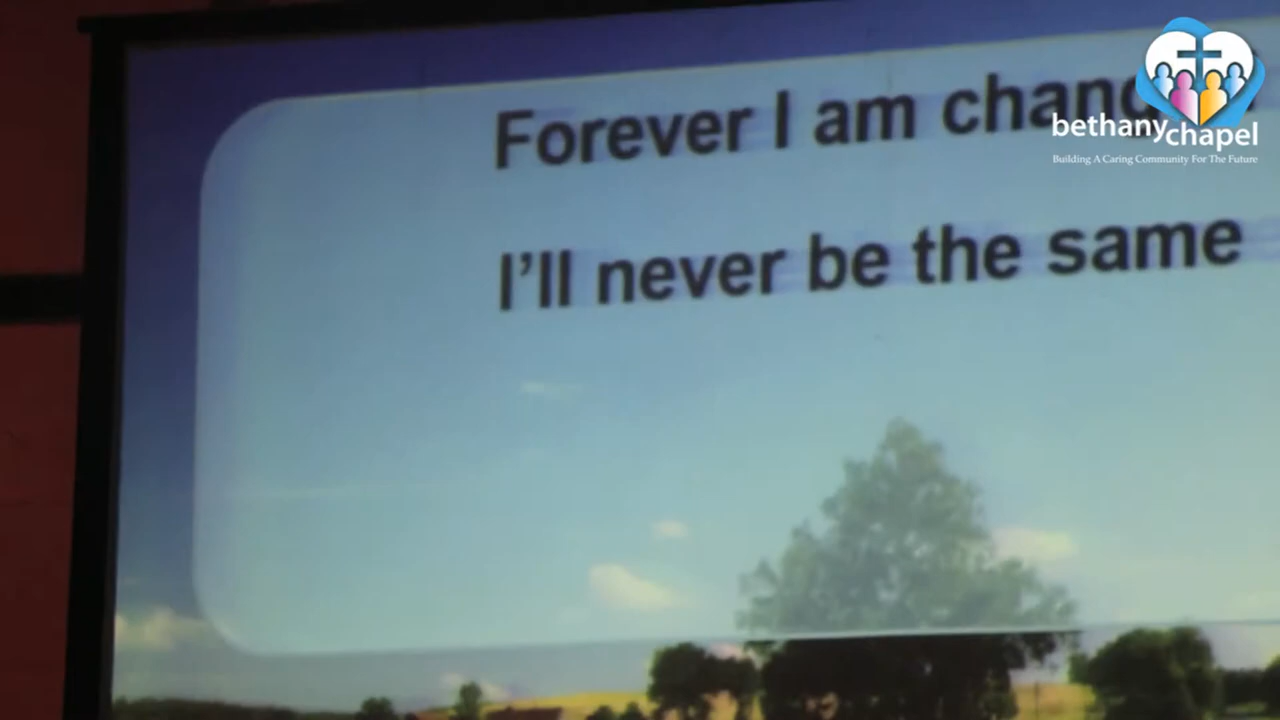 Forever I am
I'll never be the same
bethanychapel
Building A Caring Community For The Future